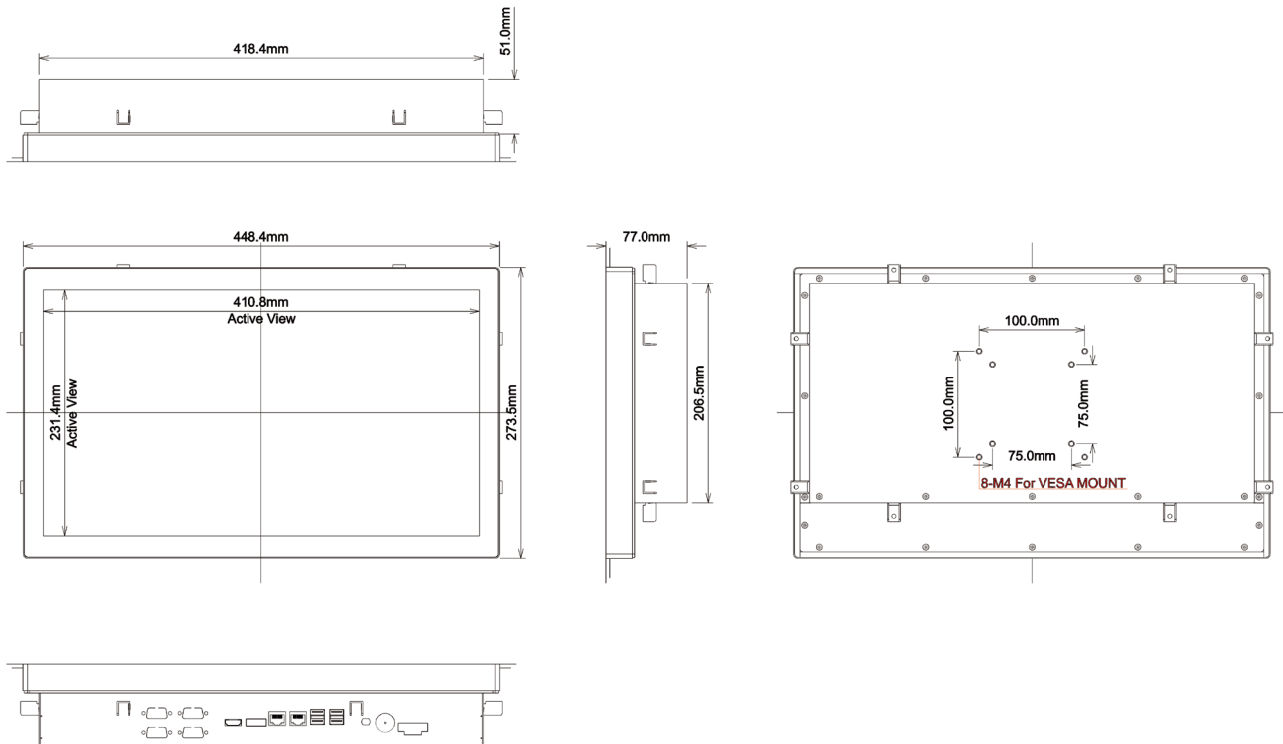 418.4mm
51.0mm
448.4mm
77.0mm
410.8mm
Active View
231.4mm
Active View
273.5mm
206.5mm
100.0mm
100.0mm
75.0mm
75.0mm
8-M4 For VESA MOUNT